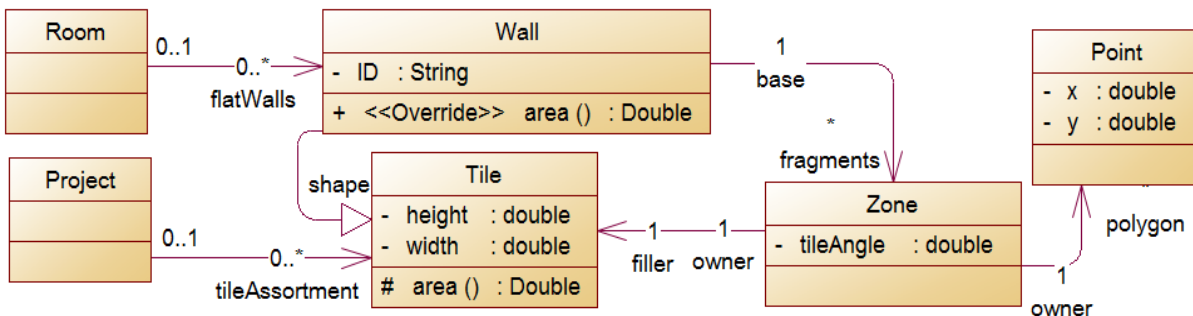 Room
0..1
0..*
flatWalls
Wall
- ID : String
+ <<Override>> area () : Double
1
base
*
fragments
Point
- x : double
- y : double
Project
0..1
0..*
tileAssortment
shape
Tile
- height : double
- width : double
# area () : Double
1
filler
1
owner
Zone
- tileAngle : double
1
owner
*
polygon